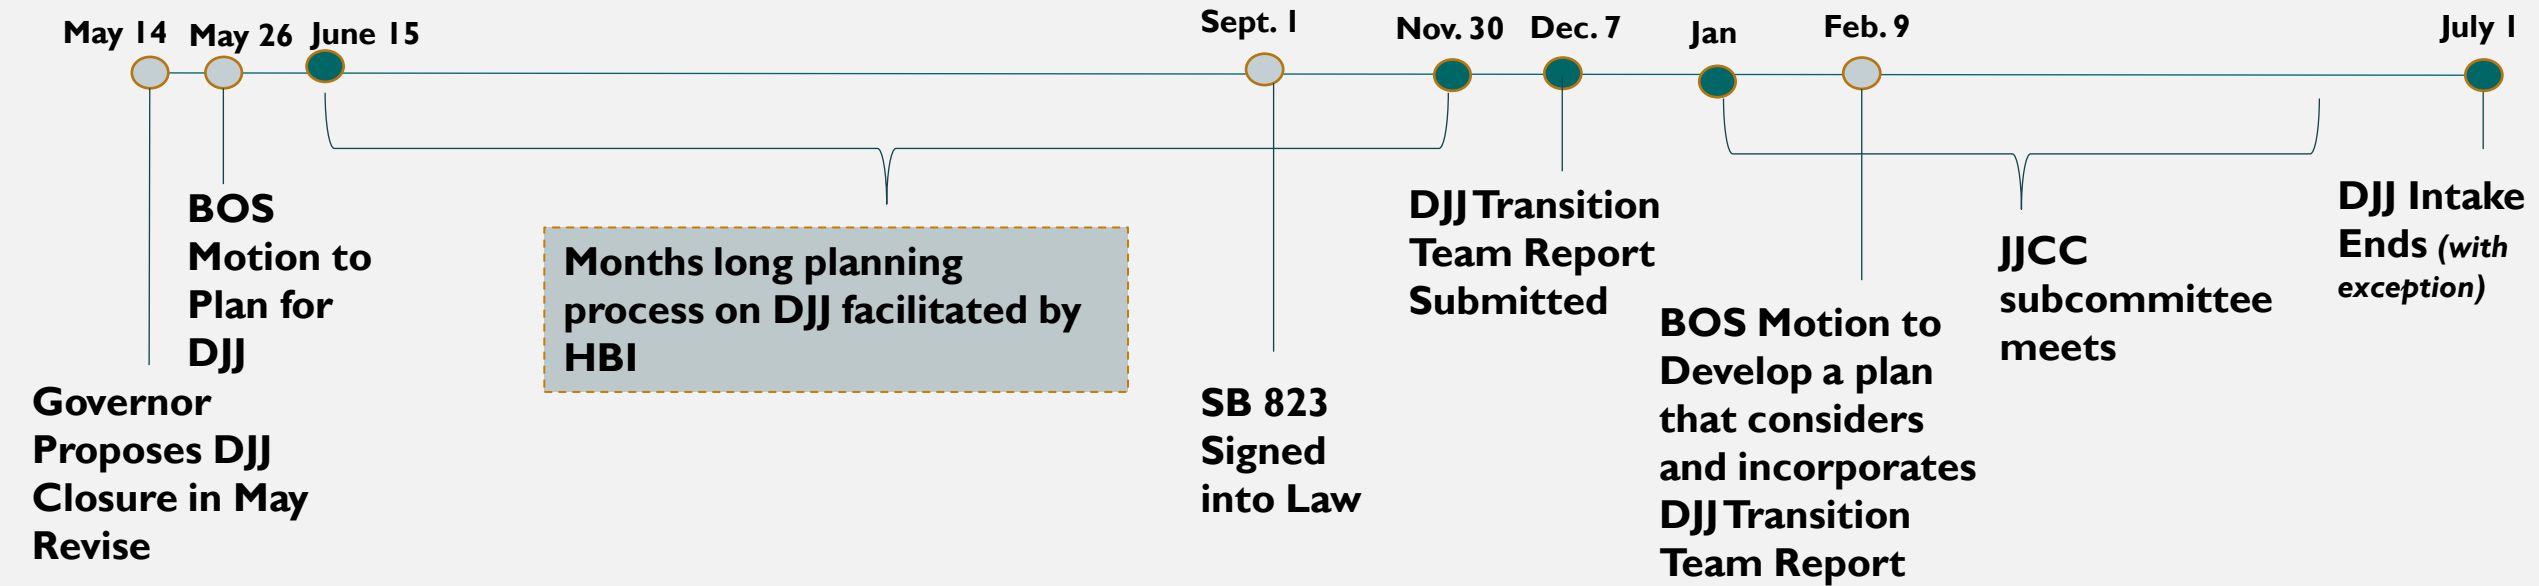 May 14
May 26
June 15
Sept. 1
Nov. 30
Dec. 7
Jan
Feb. 9
July 1
Governor
Proposes DJJ
Closure in May
Revise
BOS
Motion to
Plan for
DJJ
Months long planning
process on DJJ facilitated by
HBI
SB 823
Signed
into Law
DJJ Transition
Team Report
Submitted
BOS Motion to
Develop a plan
that considers
and incorporates
DJJ Transition
Team Report
JJCC
subcommittee
meets
DJJ Intake
Ends (with
exception)